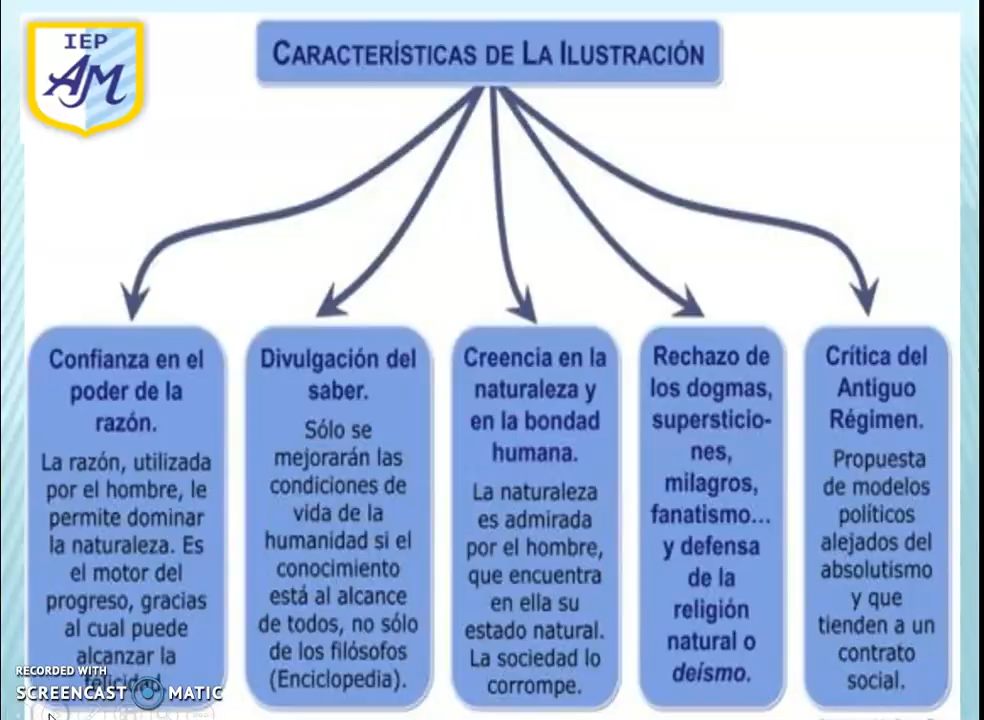 IEP
AM
CARACTERÍSTICAS DE LA ILUSTRACIÓN
Confianza en el
poder de la
razón.
La razón, utilizada
por el hombre, le
permite dominar
la naturaleza. Es
el motor del
progreso, gracias
al cual puede
alcanzar la
felicidad.
Divulgación del
saber.
Sólo se
mejorarán las
condiciones de
vida de la
humanidad si el
conocimiento
está al alcance
de todos, no sólo
de los filósofos
(Enciclopedia).
Creencia en la
naturaleza y
en la bondad
humana.
La naturaleza
es admirada
por el hombre,
que encuentra
en ella su
estado natural.
La sociedad lo
corrompe.
Rechazo de
los dogmas,
supersticio-
nes,
milagros,
fanatismo...
y defensa
de la
religión
natural o
deísmo.
Crítica del
Antiguo
Régimen.
Propuesta
de modelos
políticos
alejados del
absolutismo
y que
tienden a un
contrato
social.
RECORDED WITH
SCREENCAST MATIC